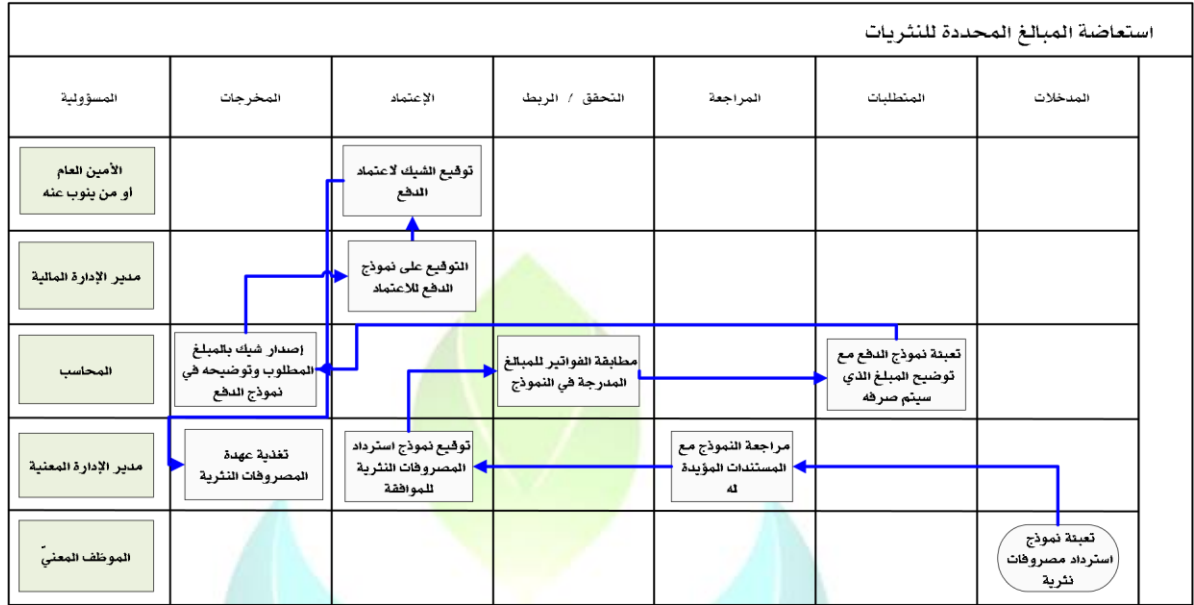 استعاضة المبالغ المحددة للنثريات
المدخلات
المتطلبات
المراجعة
التحقق / الربط
الإعتماد
المخرجات
المسؤولية
توقيع الشيك لاعتماد
الدفع
الأمين العام
او من ينوب عنه
التوقيع على نموذج
الدفع للاعتماد
مدير الإدارة المالية
تعبئة نموذج الدفع مع
توضيح المبلغ الذي
سيتم صرفه
مطابقة الفواتير للمبالغ
المدرجة في النموذج
إصدار شيك بالمبلغ
المطلوب وتوضيحه في
نموذج الدفع
المحاسب
مراجعة النموذج مع
المستندات المؤيدة
له
توقيع نموذج استرداد
المصروفات النثرية
للموافقة
تغذية عهدة
المصروفات النثرية
مدير الإدارة المعنية
تعبئة نموذج
استرداد مصروفات
نثرية
الموظف المعنيّ